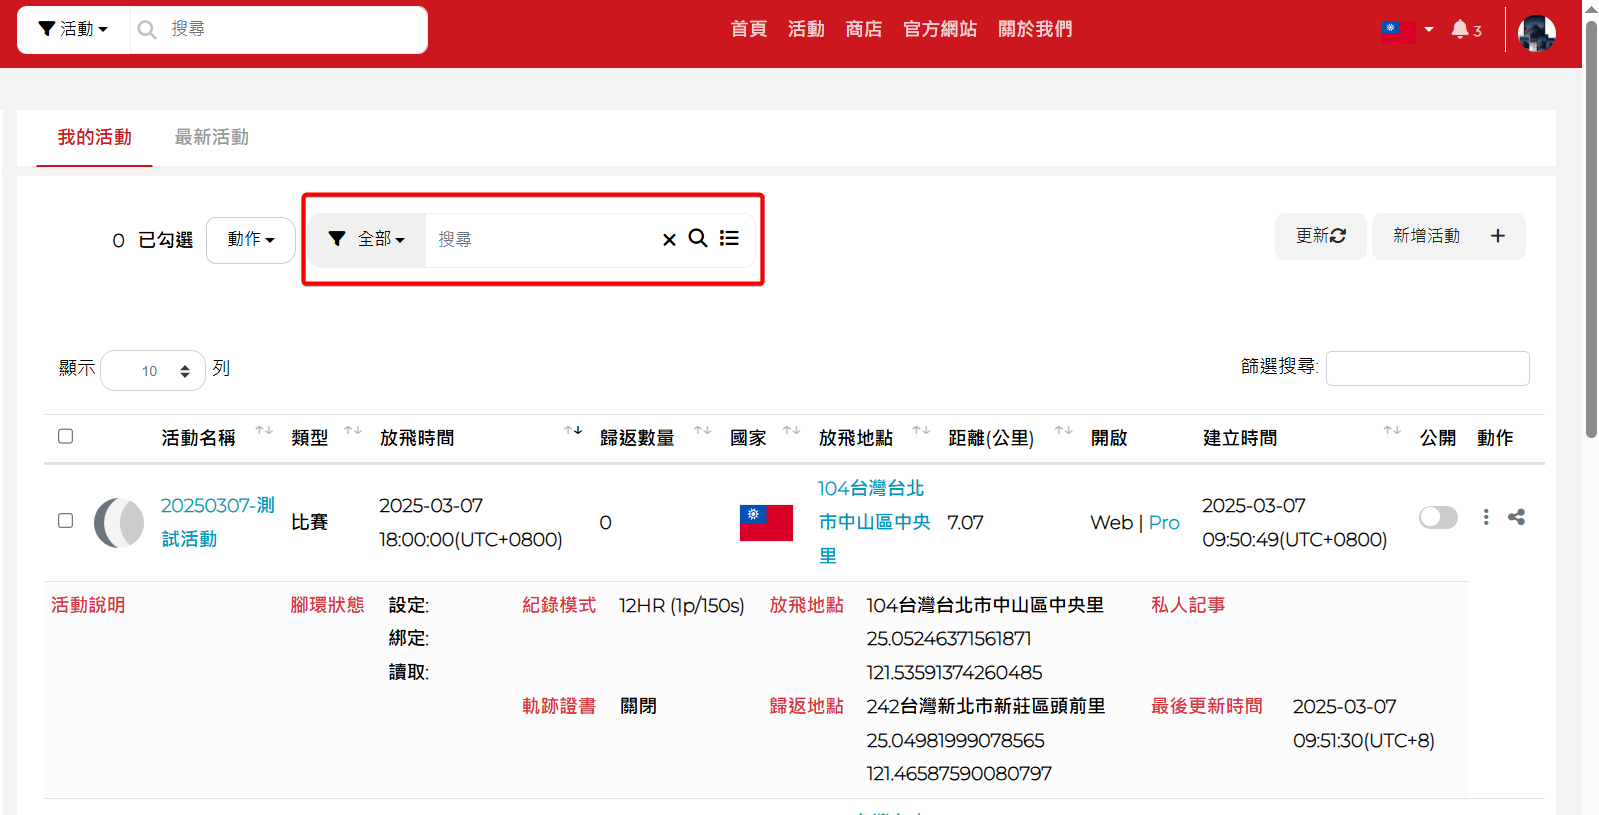 活動 搜尋 首頁 活動 商店 官方網站 關於我們 3
我的活動 最新活動
0 已勾選 動作 全部 搜尋 更新 新增活動 +
顯示 10 列 篩選搜尋:
活動名稱 類型 放飛時間 歸返數量 國家 放飛地點 距離(公里) 開啟 建立時間 公開 動作
20250307-測
試活動
比賽
2025-03-07
18:00:00(UTC+0800)
0
104台灣台北
市中山區中央
里
7.07
Web | Pro
2025-03-07
09:50:49(UTC+0800)
活動說明
腳環狀態
設定:
綁定:
讀取:
紀錄模式 12HR (1p/150s)
放飛地點 104台灣台北市中山區中央里
25.05246371561871
121.53591374260485
私人記事
軌跡證書 關閉
歸返地點 242台灣新北市新莊區頭前里
25.04981999078565
121.46587590080797
最後更新時間 2025-03-07
09:51:30(UTC+8)